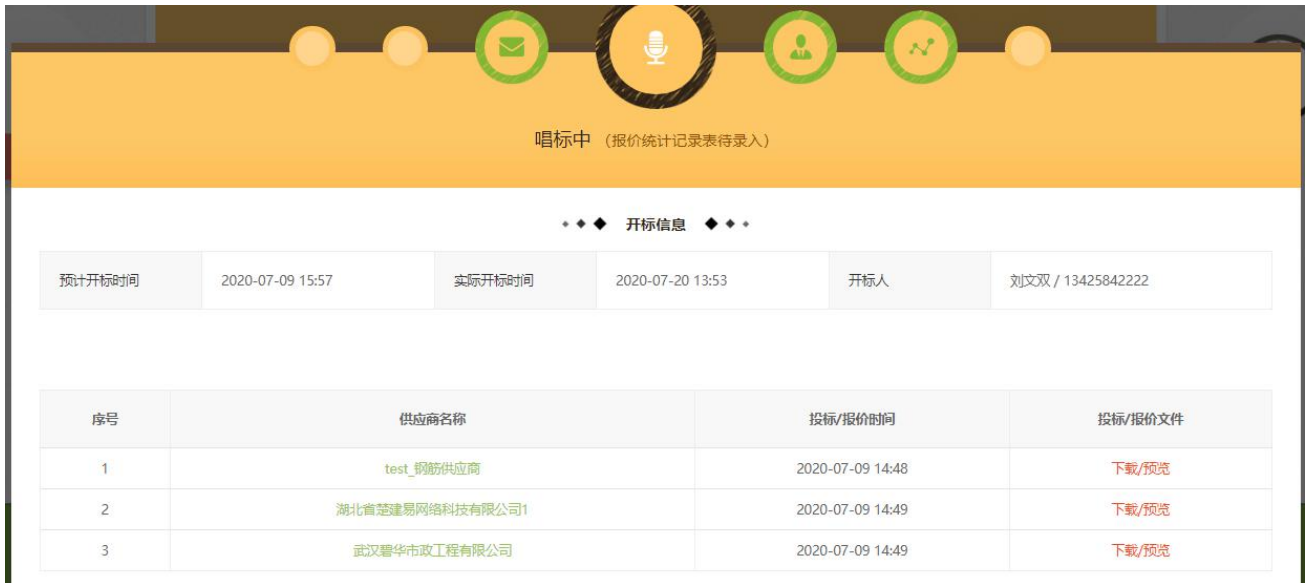 唱标中 (报价统计记录表待录入)
开标信息
预计开标时间 2020-07-09 15:57 实际开标时间 2020-07-20 13:53 开标人 刘文双 / 13425842222
序号 供应商名称 投标/报价时间 投标/报价文件
1 test_钢筋供应商 2020-07-09 14:48 下载/预览
2 湖北省楚建易网络科技有限公司1 2020-07-09 14:49 下载/预览
3 武汉碧华市政工程有限公司 2020-07-09 14:49 下载/预览